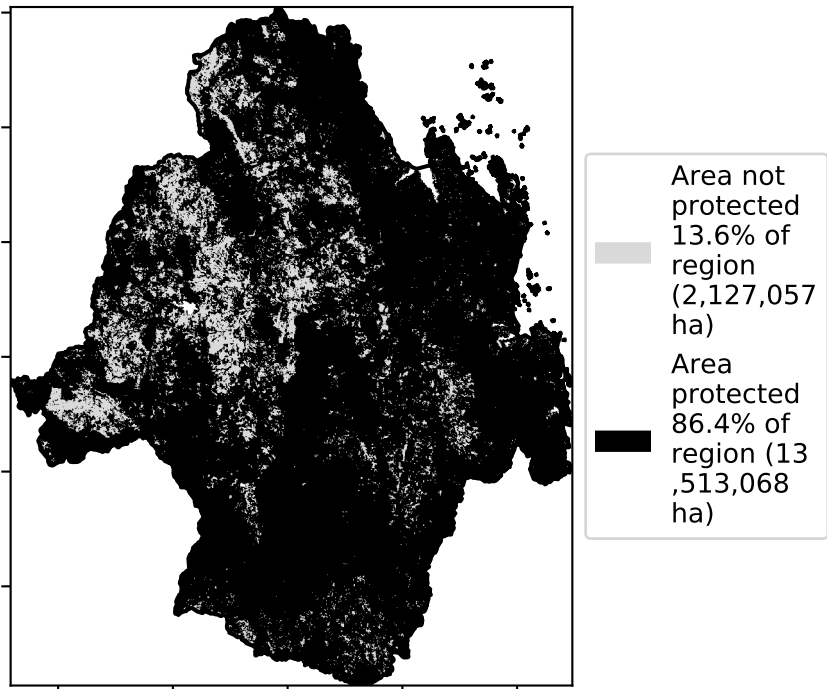 Area not
protected
13.6% of
region
(2,127,057
ha)
Area
protected
86.4% of
region (13
,513,068
ha)